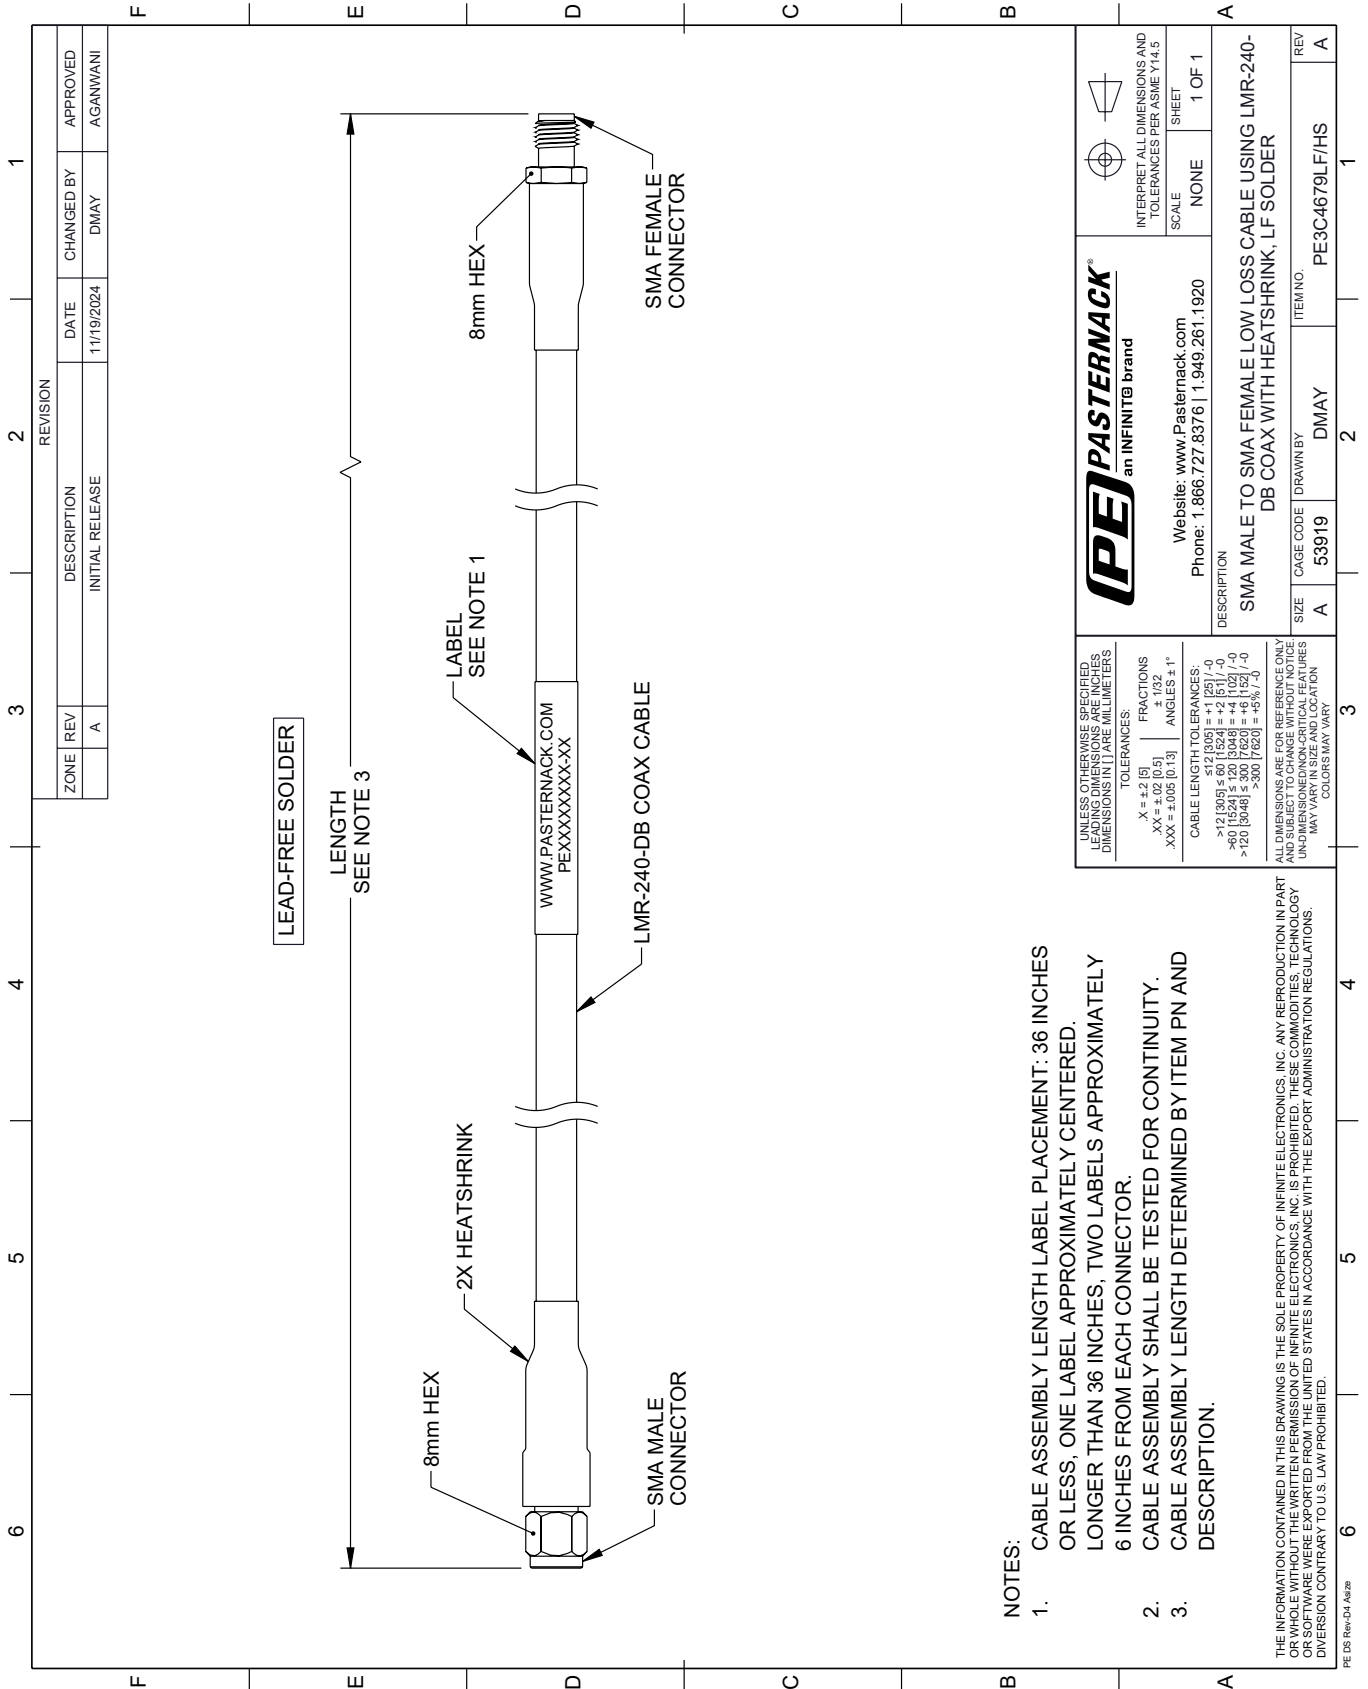 6
5
4
3
2
1
F
E
D
C
B
A
F
E
D
C
B
A
REVISION
ZONE REV DESCRIPTION DATE CHANGED BY APPROVED
A INITIAL RELEASE 11/19/2024 DMAY AGANWANI
LEAD-FREE SOLDER
LENGTH
SEE NOTE 3
8mm HEX
2X HEATSHRINK
LABEL
SEE NOTE 1
8mm HEX
WWW.PASTERNACK.COM
PEXXXXXXXX-XX
SMA MALE
CONNECTOR
LMR-240-DB COAX CABLE
SMA FEMALE
CONNECTOR
NOTES:
1. CABLE ASSEMBLY LENGTH LABEL PLACEMENT: 36 INCHES
OR LESS, ONE LABEL APPROXIMATELY CENTERED.
LONGER THAN 36 INCHES, TWO LABELS APPROXIMATELY
6 INCHES FROM EACH CONNECTOR.
2. CABLE ASSEMBLY SHALL BE TESTED FOR CONTINUITY.
3. CABLE ASSEMBLY LENGTH DETERMINED BY ITEM PN AND
DESCRIPTION.
THE INFORMATION CONTAINED IN THIS DRAWING IS THE SOLE PROPERTY OF INFINITE ELECTRONICS, INC. ANY REPRODUCTION IN PART
OR WHOLE WITHOUT THE WRITTEN PERMISSION OF INFINITE ELECTRONICS, INC. IS PROHIBITED. THESE COMMODITIES, TECHNOLOGY
OR SOFTWARE WERE EXPORTED FROM THE UNITED STATES IN ACCORDANCE WITH THE EXPORT ADMINISTRATION REGULATIONS.
DIVERSION CONTRARY TO U.S. LAW PROHIBITED.
UNLESS OTHERWISE SPECIFIED
LEADING DIMENSIONS ARE INCHES
DIMENSIONS IN [ ] ARE MILLIMETERS
TOLERANCES:
.X = ±.2 [5] FRACTIONS
.XX = ±.02 [0.5] ± 1/32
.XXX = ±.005 [0.13] ANGLES ± 1°
CABLE LENGTH TOLERANCES:
≤12 [305] = +1 [25] / -0
>12 [305] ≤ 60 [1524] = +2 [51] / -0
>60 [1524] ≤ 120 [3048] = +4 [102] / -0
>120 [3048] ≤ 300 [7620] = +6 [152] / -0
>300 [7620] = +5% / -0
ALL DIMENSIONS ARE FOR REFERENCE ONLY
AND SUBJECT TO CHANGE WITHOUT NOTICE.
UN-DIMENSIONED/NON-CRITICAL FEATURES
MAY VARY IN SIZE AND LOCATION
COLORS MAY VARY
PE PASTERNACK®
an INFINIT@ brand
Website: www.Pasternack.com
Phone: 1.866.727.8376 | 1.949.261.1920
INTERPRET ALL DIMENSIONS AND
TOLERANCES PER ASME Y14.5
SCALE NONE
SHEET 1 OF 1
DESCRIPTION
SMA MALE TO SMA FEMALE LOW LOSS CABLE USING LMR-240-
DB COAX WITH HEATSHRINK, LF SOLDER
SIZE CAGE CODE DRAWN BY ITEM NO. REV
A 53919 DMAY PE3C4679LF/HS A
6
5
4
3
2
1
PE DS Rev-D4 Asize